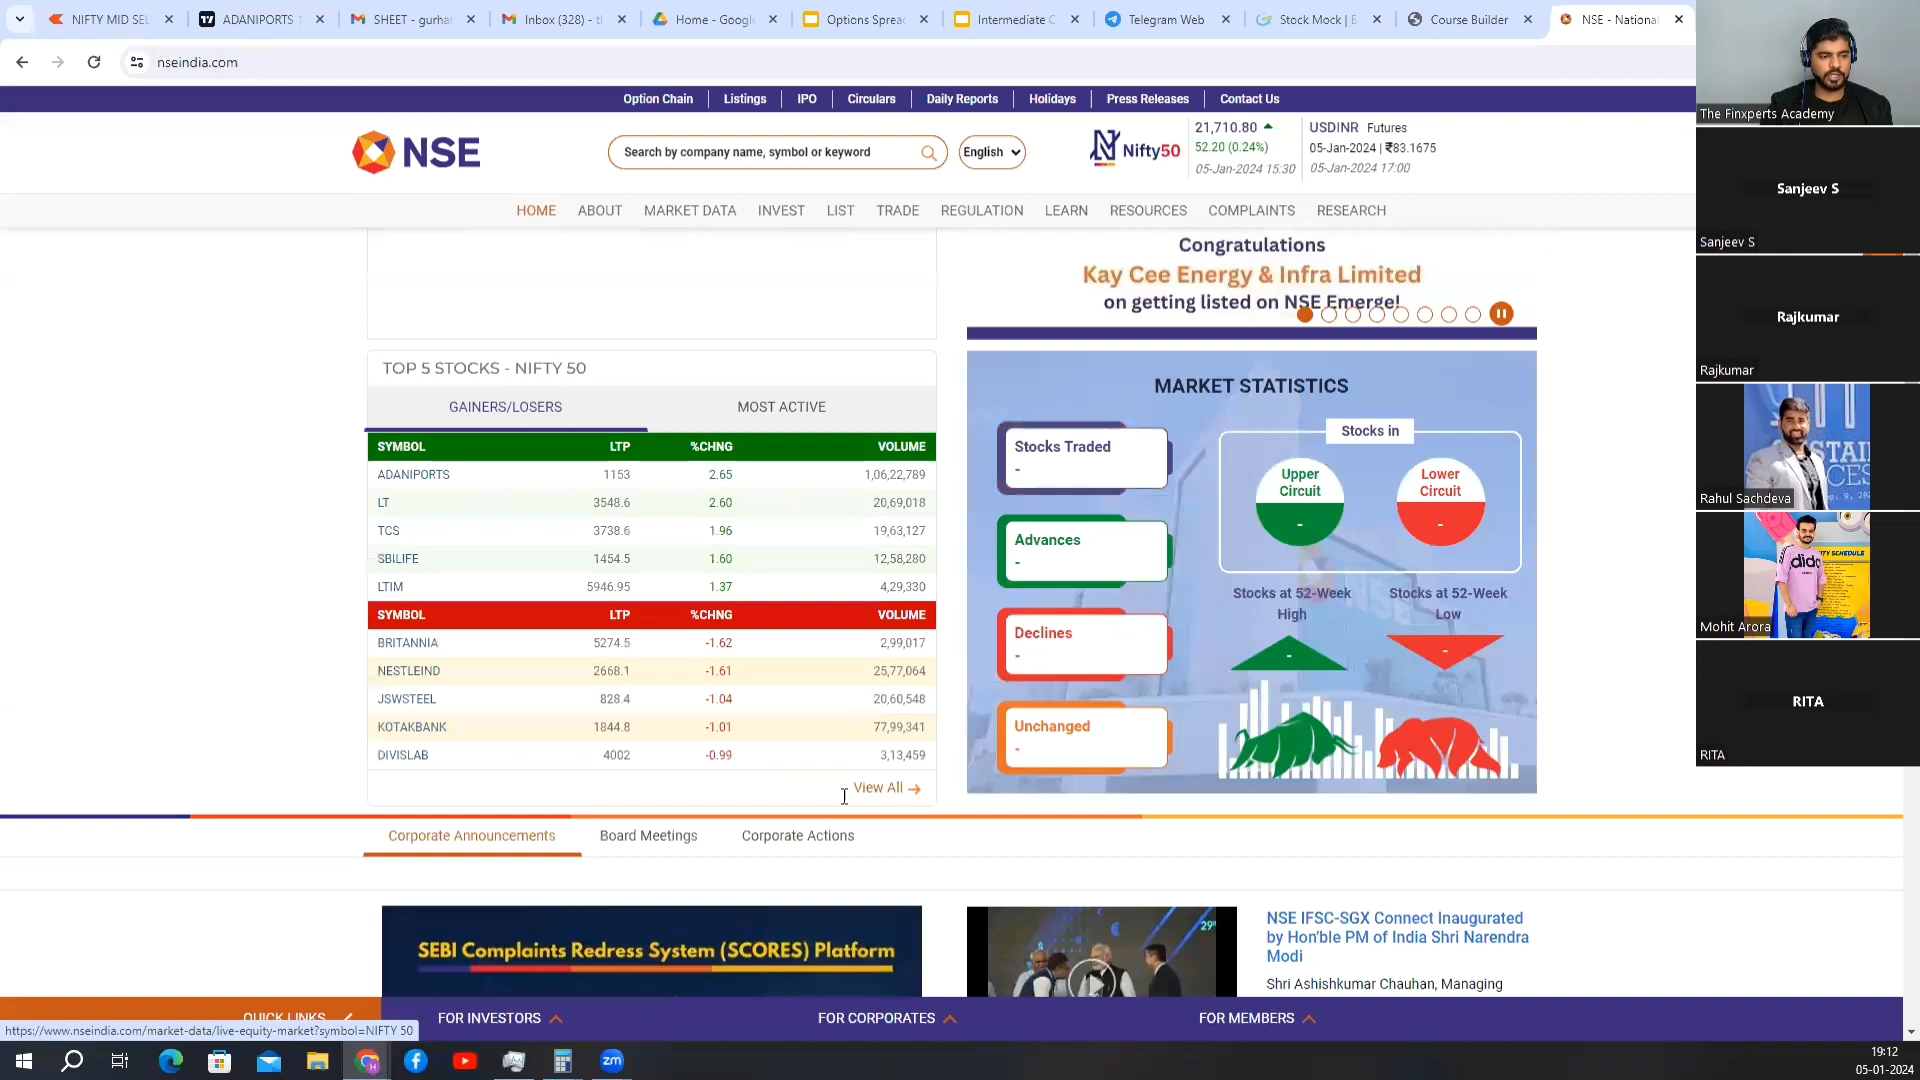 NIFTY MID SEL
ADANIPORTS
SHEET - gurha
Inbox (328) - t
Home - Google
Options Sprea
Intermediate C
Telegram Web
Stock Mock | B
Course Builder
NSE - National
nseindia.com
Option Chain
Listings
IPO
Circulars
Daily Reports
Holidays
Press Releases
Contact Us
NSE
Search by company name, symbol or keyword
English
Nifty50
21,710.80
52.20 (0.24%)
05-Jan-2024 15:30
USDINR Futures
05-Jan-2024 | ₹83.1675
05-Jan-2024 17:00
HOME
ABOUT
MARKET DATA
INVEST
LIST
TRADE
REGULATION
LEARN
RESOURCES
COMPLAINTS
RESEARCH
Congratulations
Kay Cee Energy & Infra Limited
on getting listed on NSE Emerge!
TOP 5 STOCKS - NIFTY 50
GAINERS/LOSERS
MOST ACTIVE
SYMBOL LTP %CHNG VOLUME
ADANIPORTS 1153 2.65 1,06,22,789
LT 3548.6 2.60 20,69,018
TCS 3738.6 1.96 19,63,127
SBILIFE 1454.5 1.60 12,58,280
LTIM 5946.95 1.37 4,29,330
SYMBOL LTP %CHNG VOLUME
BRITANNIA 5274.5 -1.62 2,99,017
NESTLEIND 2668.1 -1.61 25,77,064
JSWSTEEL 828.4 -1.04 20,60,548
KOTAKBANK 1844.8 -1.01 77,99,341
DIVISLAB 4002 -0.99 3,13,459
View All
MARKET STATISTICS
Stocks Traded
-
Advances
-
Declines
-
Unchanged
-
Stocks in
Upper
Circuit
-
Lower
Circuit
-
Stocks at 52-Week
High
-
Stocks at 52-Week
Low
-
Corporate Announcements
Board Meetings
Corporate Actions
SEBI Complaints Redress System (SCORES) Platform
NSE IFSC-SGX Connect Inaugurated
by Hon'ble PM of India Shri Narendra
Modi
Shri Ashishkumar Chauhan, Managing
QUICK LINKS
FOR INVESTORS
FOR CORPORATES
FOR MEMBERS
https://www.nseindia.com/market-data/live-equity-market?symbol=NIFTY 50
zm
19:12
05-01-2024
The Finxperts Academy
Sanjeev S
Sanjeev S
Rajkumar
Rajkumar
Rahul Sachdeva
Mohit Arora
RITA
RITA